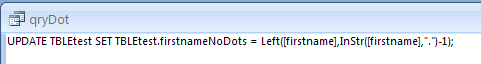 qryDot
UPDATE TBLEtest SET TBLEtest.firstnameNoDots = Left([firstname],InStr([firstname],".")-1);